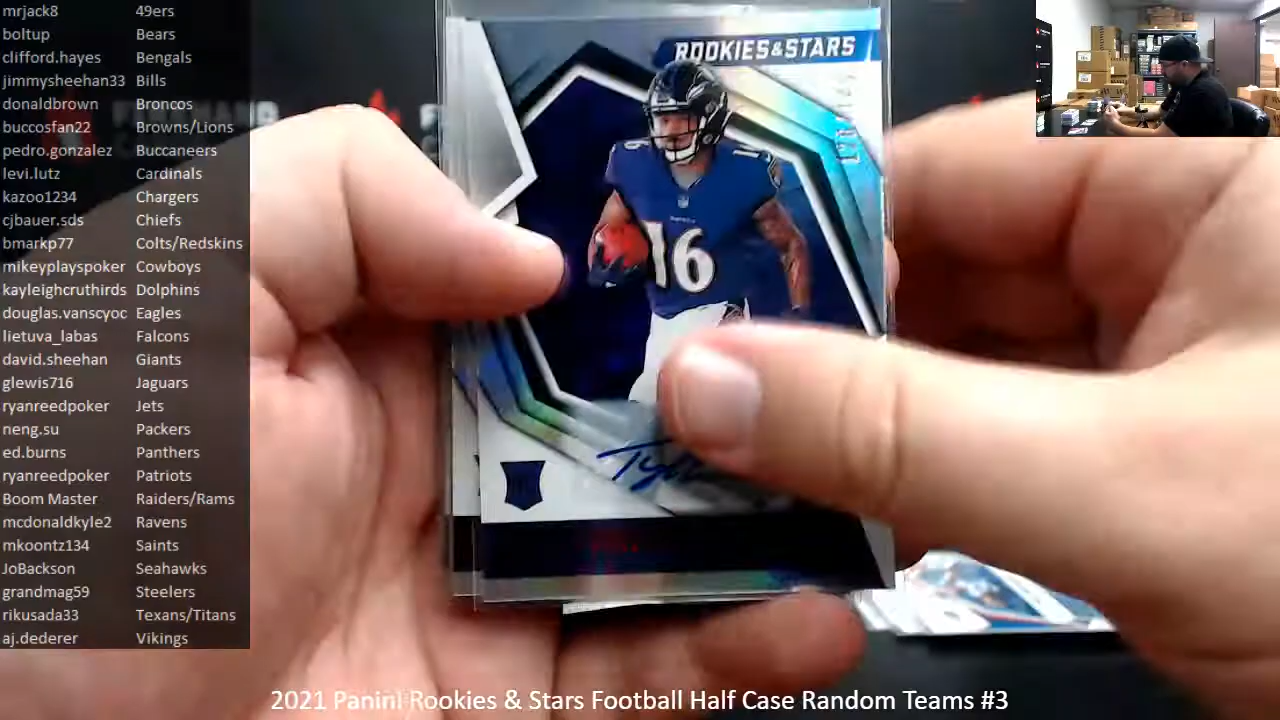 mrjack8 49ers
boltup Bears
clifford.hayes Bengals
jimmysheehan33 Bills
donaldbrown Broncos
buccosfan22 Browns/Lions
pedro.gonzalez Buccaneers
levi.lutz Cardinals
kazoo1234 Chargers
cjbauer.sds Chiefs
bmarkp77 Colts/Redskins
mikeyplayspoker Cowboys
kayleighcruthirds Dolphins
douglas.vanscyoc Eagles
lietuva_labas Falcons
david.sheehan Giants
glewis716 Jaguars
ryanreedpoker Jets
neng.su Packers
ed.burns Panthers
ryanreedpoker Patriots
Boom Master Raiders/Rams
mcdonaldkyle2 Ravens
mkoontz134 Saints
JoBackson Seahawks
grandmag59 Steelers
rikusada33 Texans/Titans
aj.dederer Vikings
ROOKIES & STARS
16
16
2021 Panini Rookies & Stars Football Half Case Random Teams #3